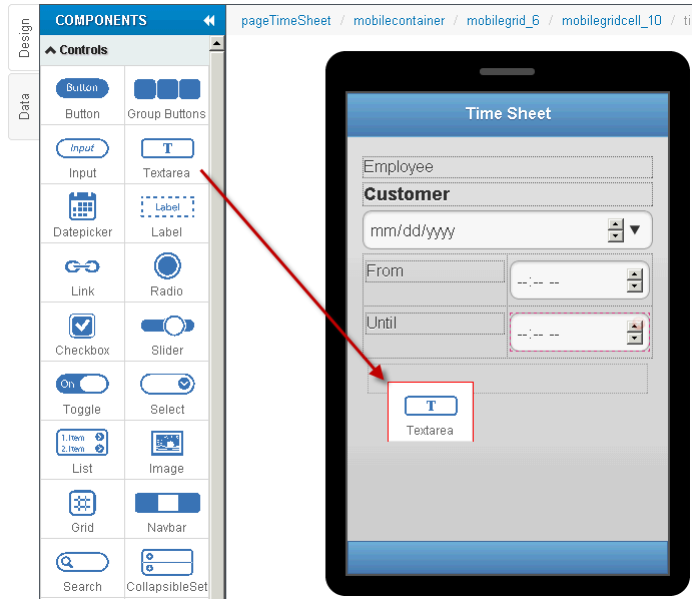 Design
Data
COMPONENTS
Controls
Button
Button
Group Buttons
Input
Input
T
Textarea
Datepicker
Label
Label
Link
Radio
Checkbox
Slider
On
Toggle
Select
1.Item
2.Item
List
Image
Grid
Navbar
Search
CollapsibleSet
pageTimeSheet / mobilecontainer / mobilegrid_6 / mobilegridcell_10 / ti
Time Sheet
Employee
Customer
mm/dd/yyyy
From
--:-- --
Until
--:-- --
T
Textarea